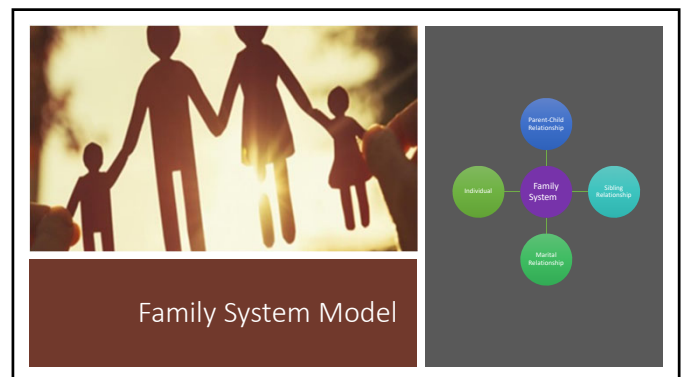 Parent-Child
Relationship
Individual
Family
System
Sibling
Relationship
Marital
Relationship
Family System Model